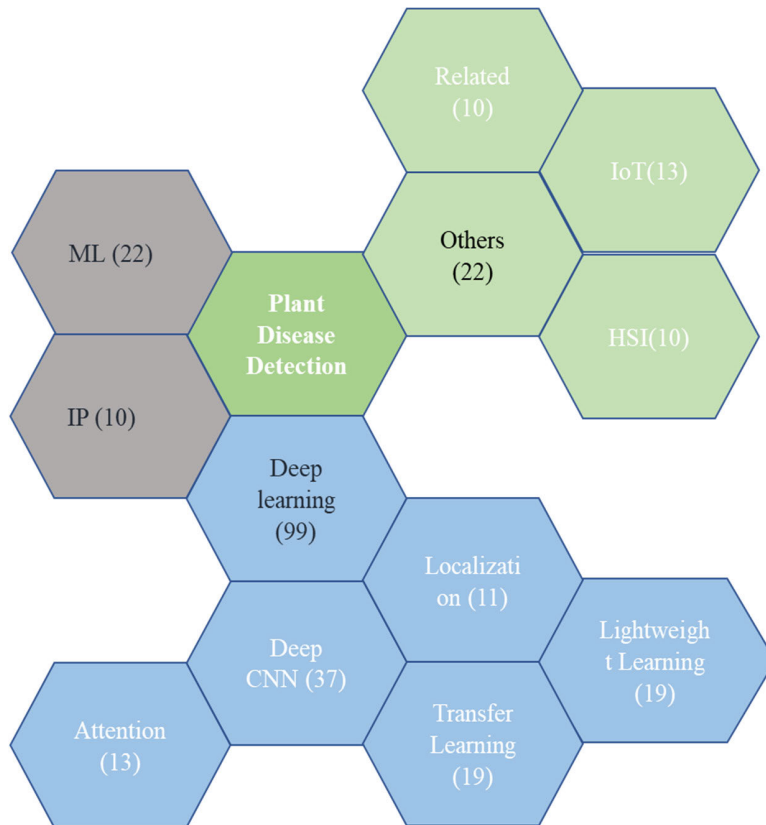 Related
(10)
IoT(13)
ML (22)
Others
(22)
Plant
Disease
Detection
HSI(10)
IP (10)
Deep
learning
(99)
Localizati
on (11)
Lightweigh
t Learning
(19)
Deep
CNN (37)
Transfer
Learning
(19)
Attention
(13)